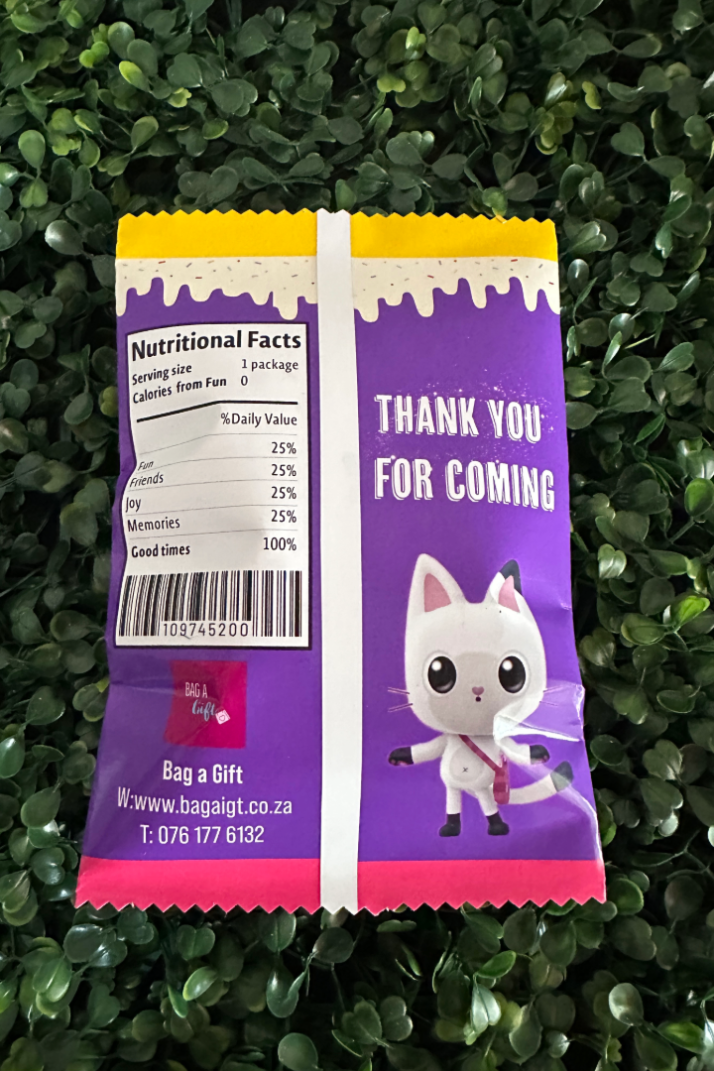 Nutritional Facts
Serving size 1 package
Calories from Fun 0
%Daily Value
Fun 25%
Friends 25%
Joy 25%
Memories 25%
Good times 100%
109745200
THANK YOU
FOR COMING
BAG A
Gift
Bag a Gift
W:www.bagaigt.co.za
T: 076 177 6132